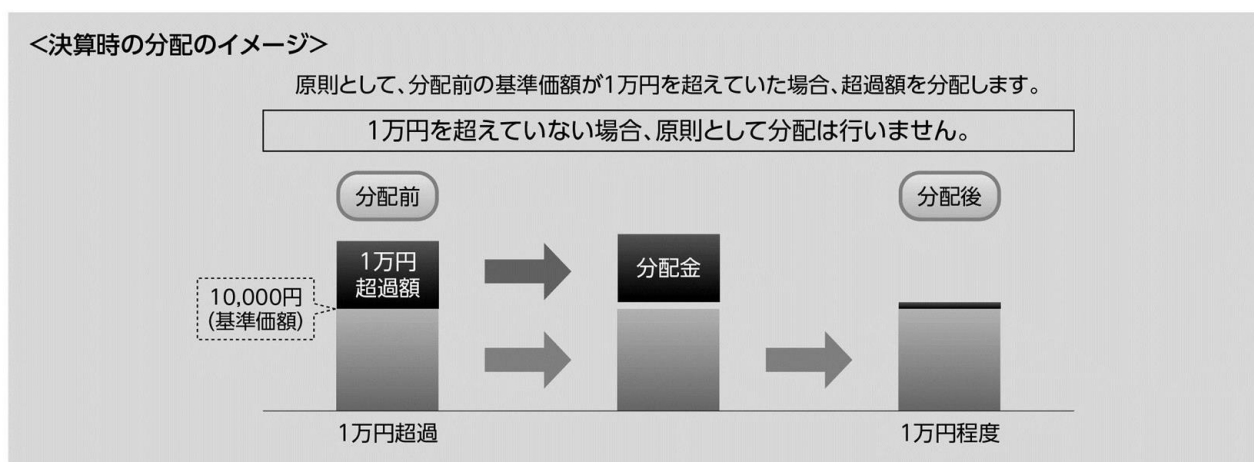 ＜決算時の分配のイメージ＞
原則として、分配前の基準価額が1万円を超えていた場合、超過額を分配します。
1万円を超えていない場合、原則として分配は行いません。
分配前
分配後
1万円
超過額
分配金
10,000円
(基準価額)
1万円超過
1万円程度